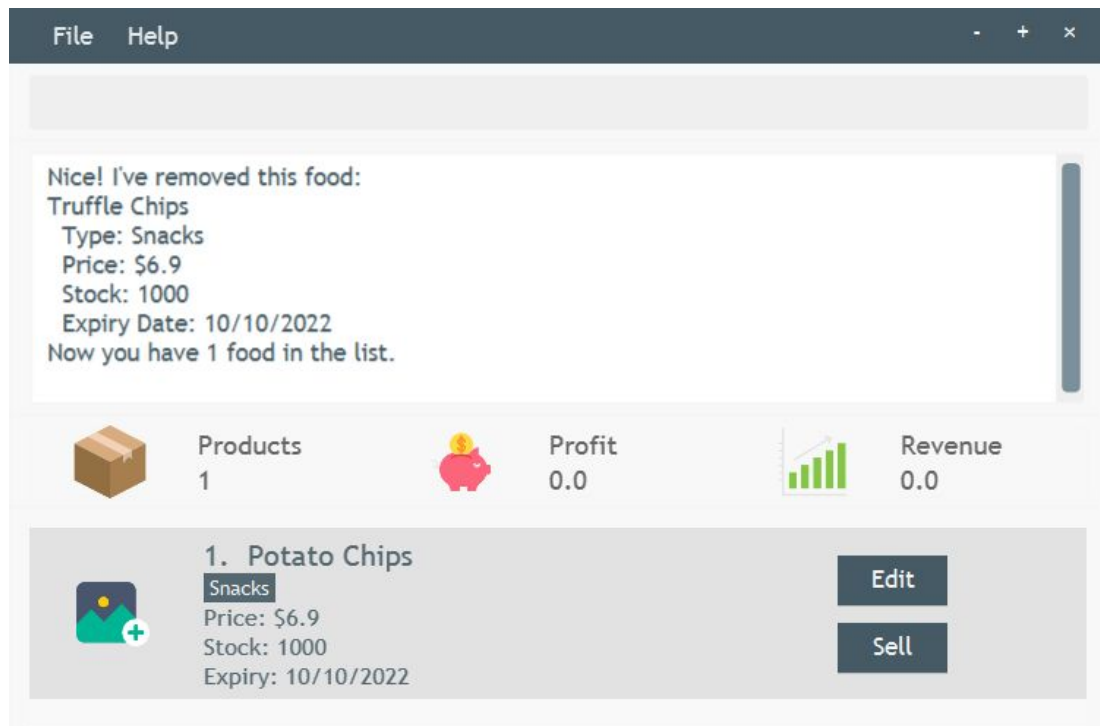 File Help - + ×
Nice! I've removed this food:
Truffle Chips
Type: Snacks
Price: $6.9
Stock: 1000
Expiry Date: 10/10/2022
Now you have 1 food in the list.
Products
1
Profit
0.0
Revenue
0.0
1. Potato Chips
Snacks
Price: $6.9
Stock: 1000
Expiry: 10/10/2022
Edit
Sell